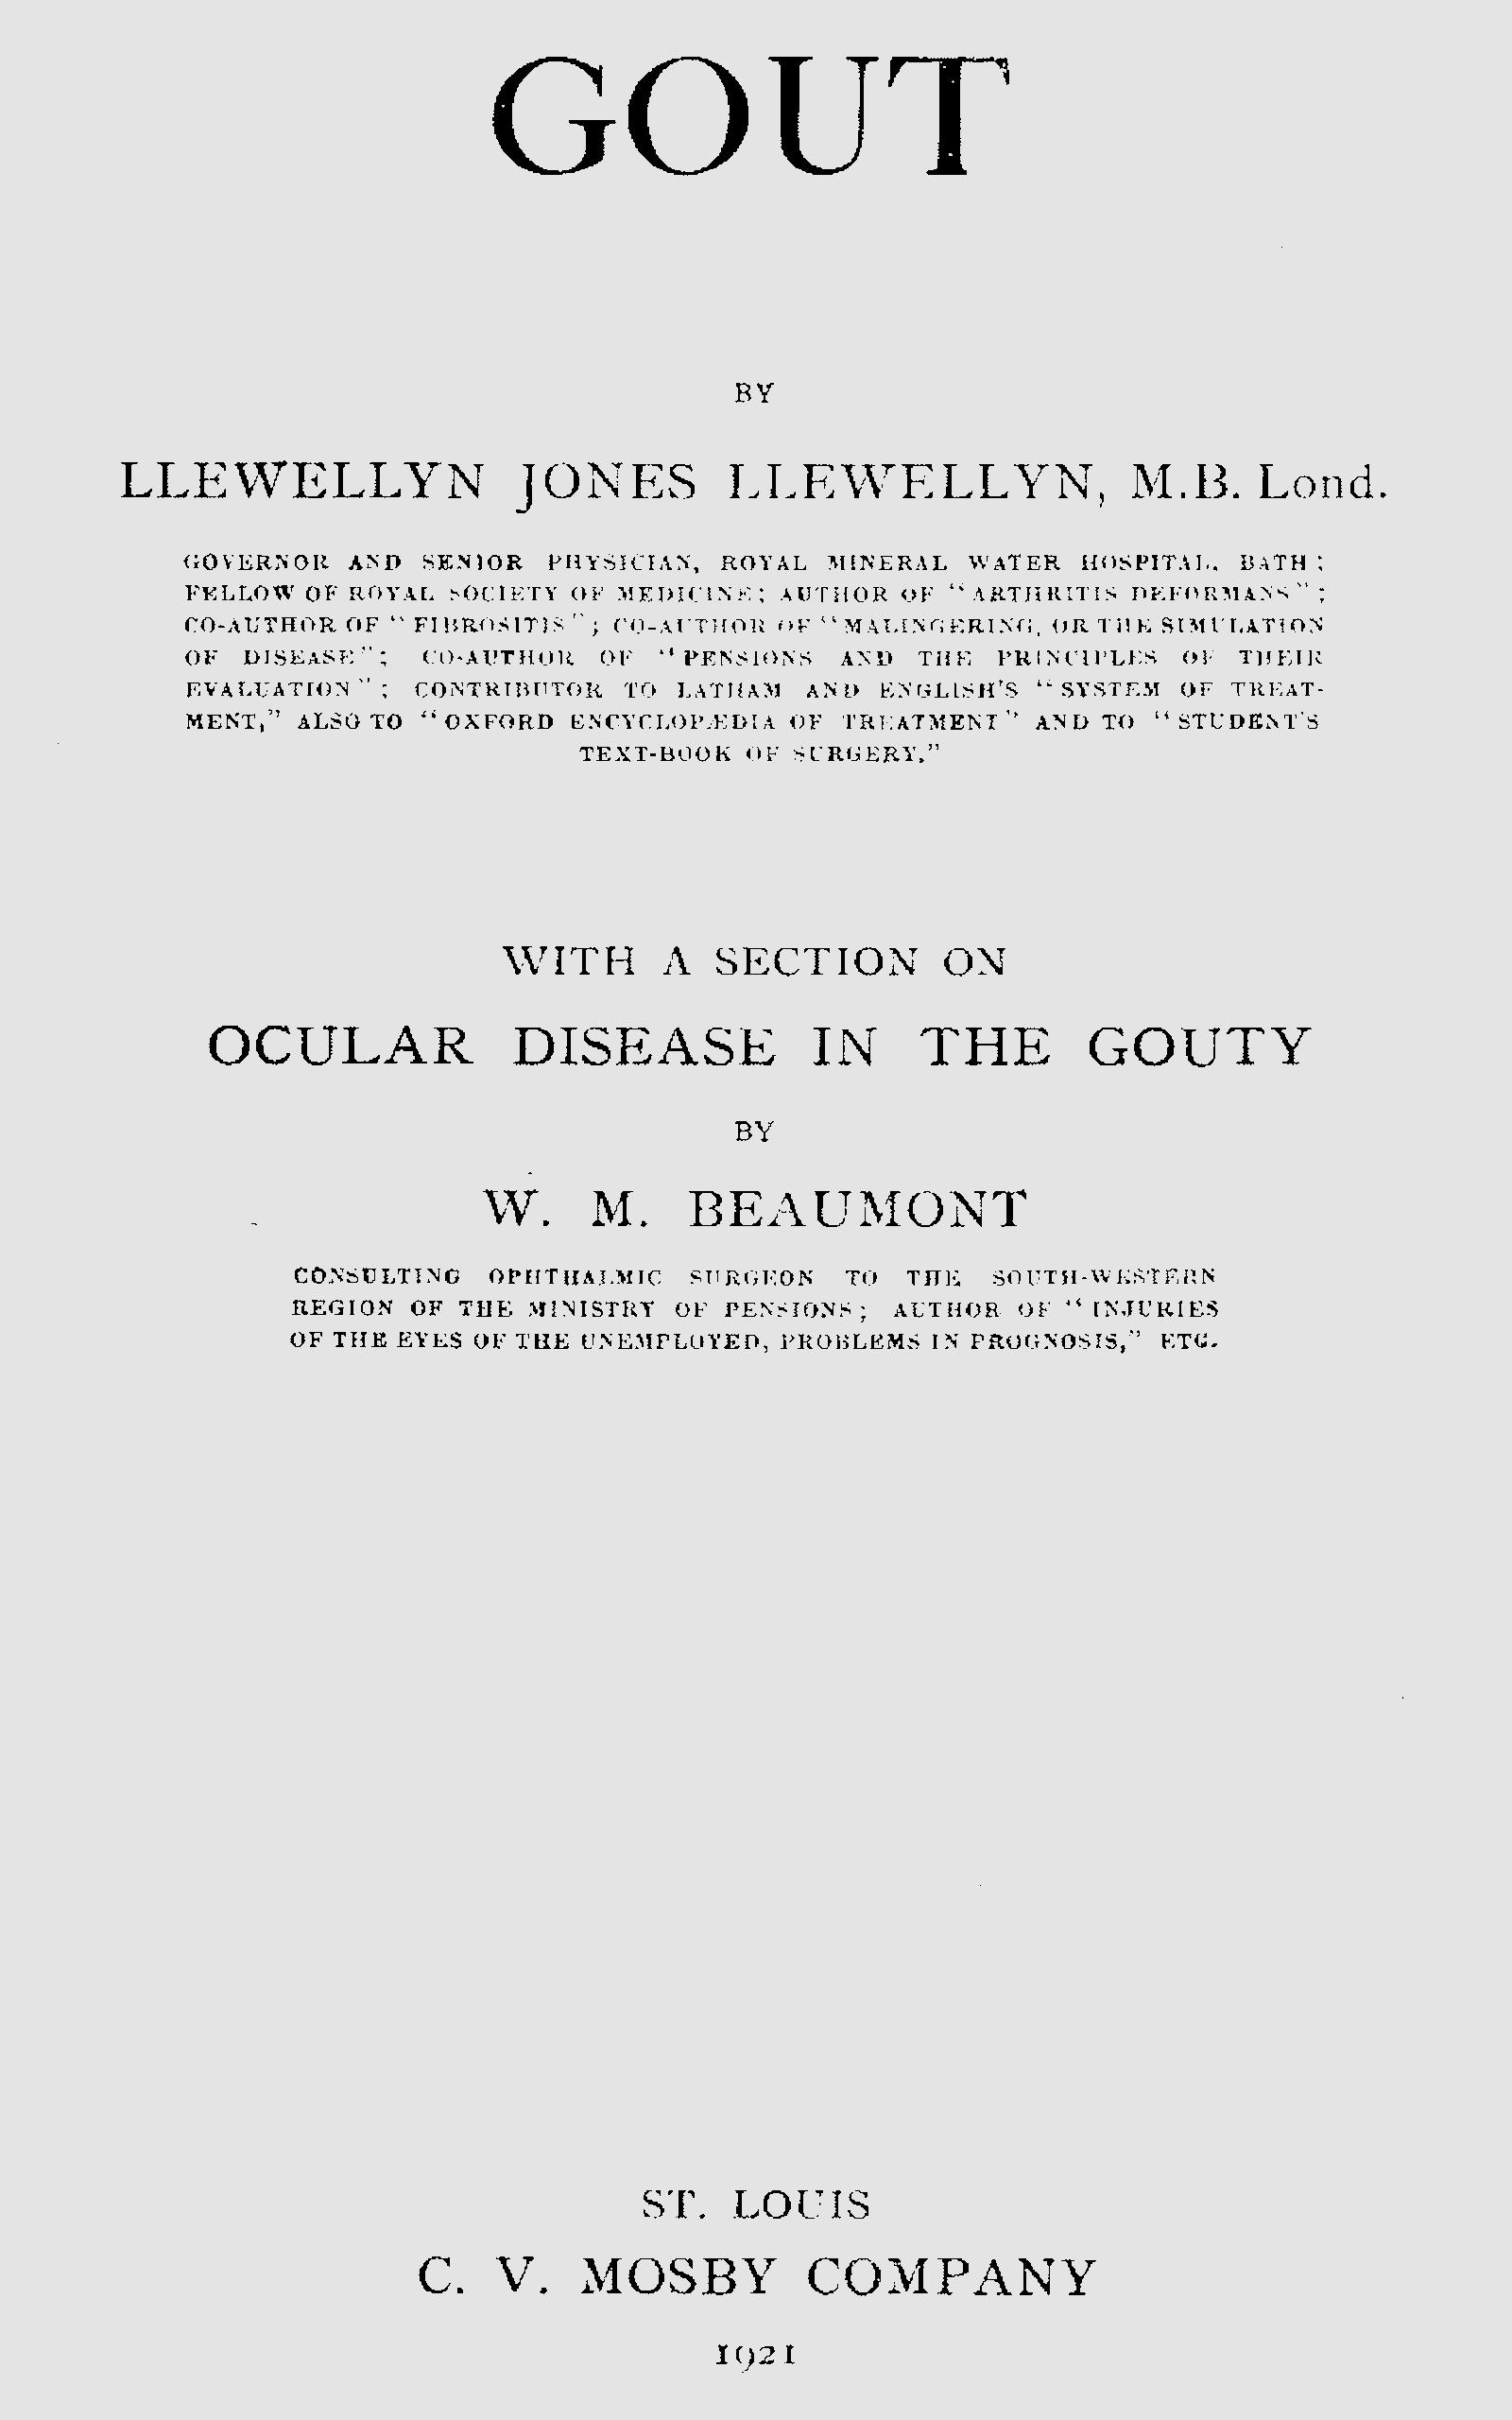 GOUT
BY
LLEWELLYN JONES LLEWELLYN, M.B. Lond.
GOVERNOR AND SENIOR PHYSICIAN, ROYAL MINERAL WATER HOSPITAL, BATH;
FELLOW OF ROYAL SOCIETY OF MEDICINE; AUTHOR OF "ARTHRITIS DEFORMANS";
CO-AUTHOR OF "FIBROSITIS"; CO-AUTHOR OF "MALINGERING, OR THE SIMULATION
OF DISEASE"; CO-AUTHOR OF "PENSIONS AND THE PRINCIPLES OF THEIR
EVALUATION"; CONTRIBUTOR TO LATHAM AND ENGLISH'S "SYSTEM OF TREAT-
MENT," ALSO TO "OXFORD ENCYCLOPÆDIA OF TREATMENT" AND TO "STUDENT'S
TEXT-BOOK OF SURGERY."
WITH A SECTION ON
OCULAR DISEASE IN THE GOUTY
BY
W. M. BEAUMONT
CONSULTING OPHTHALMIC SURGEON TO THE SOUTH-WESTERN
REGION OF THE MINISTRY OF PENSIONS; AUTHOR OF "INJURIES
OF THE EYES OF THE UNEMPLOYED, PROBLEMS IN PROGNOSIS," ETC.
ST. LOUIS
C. V. MOSBY COMPANY
1921